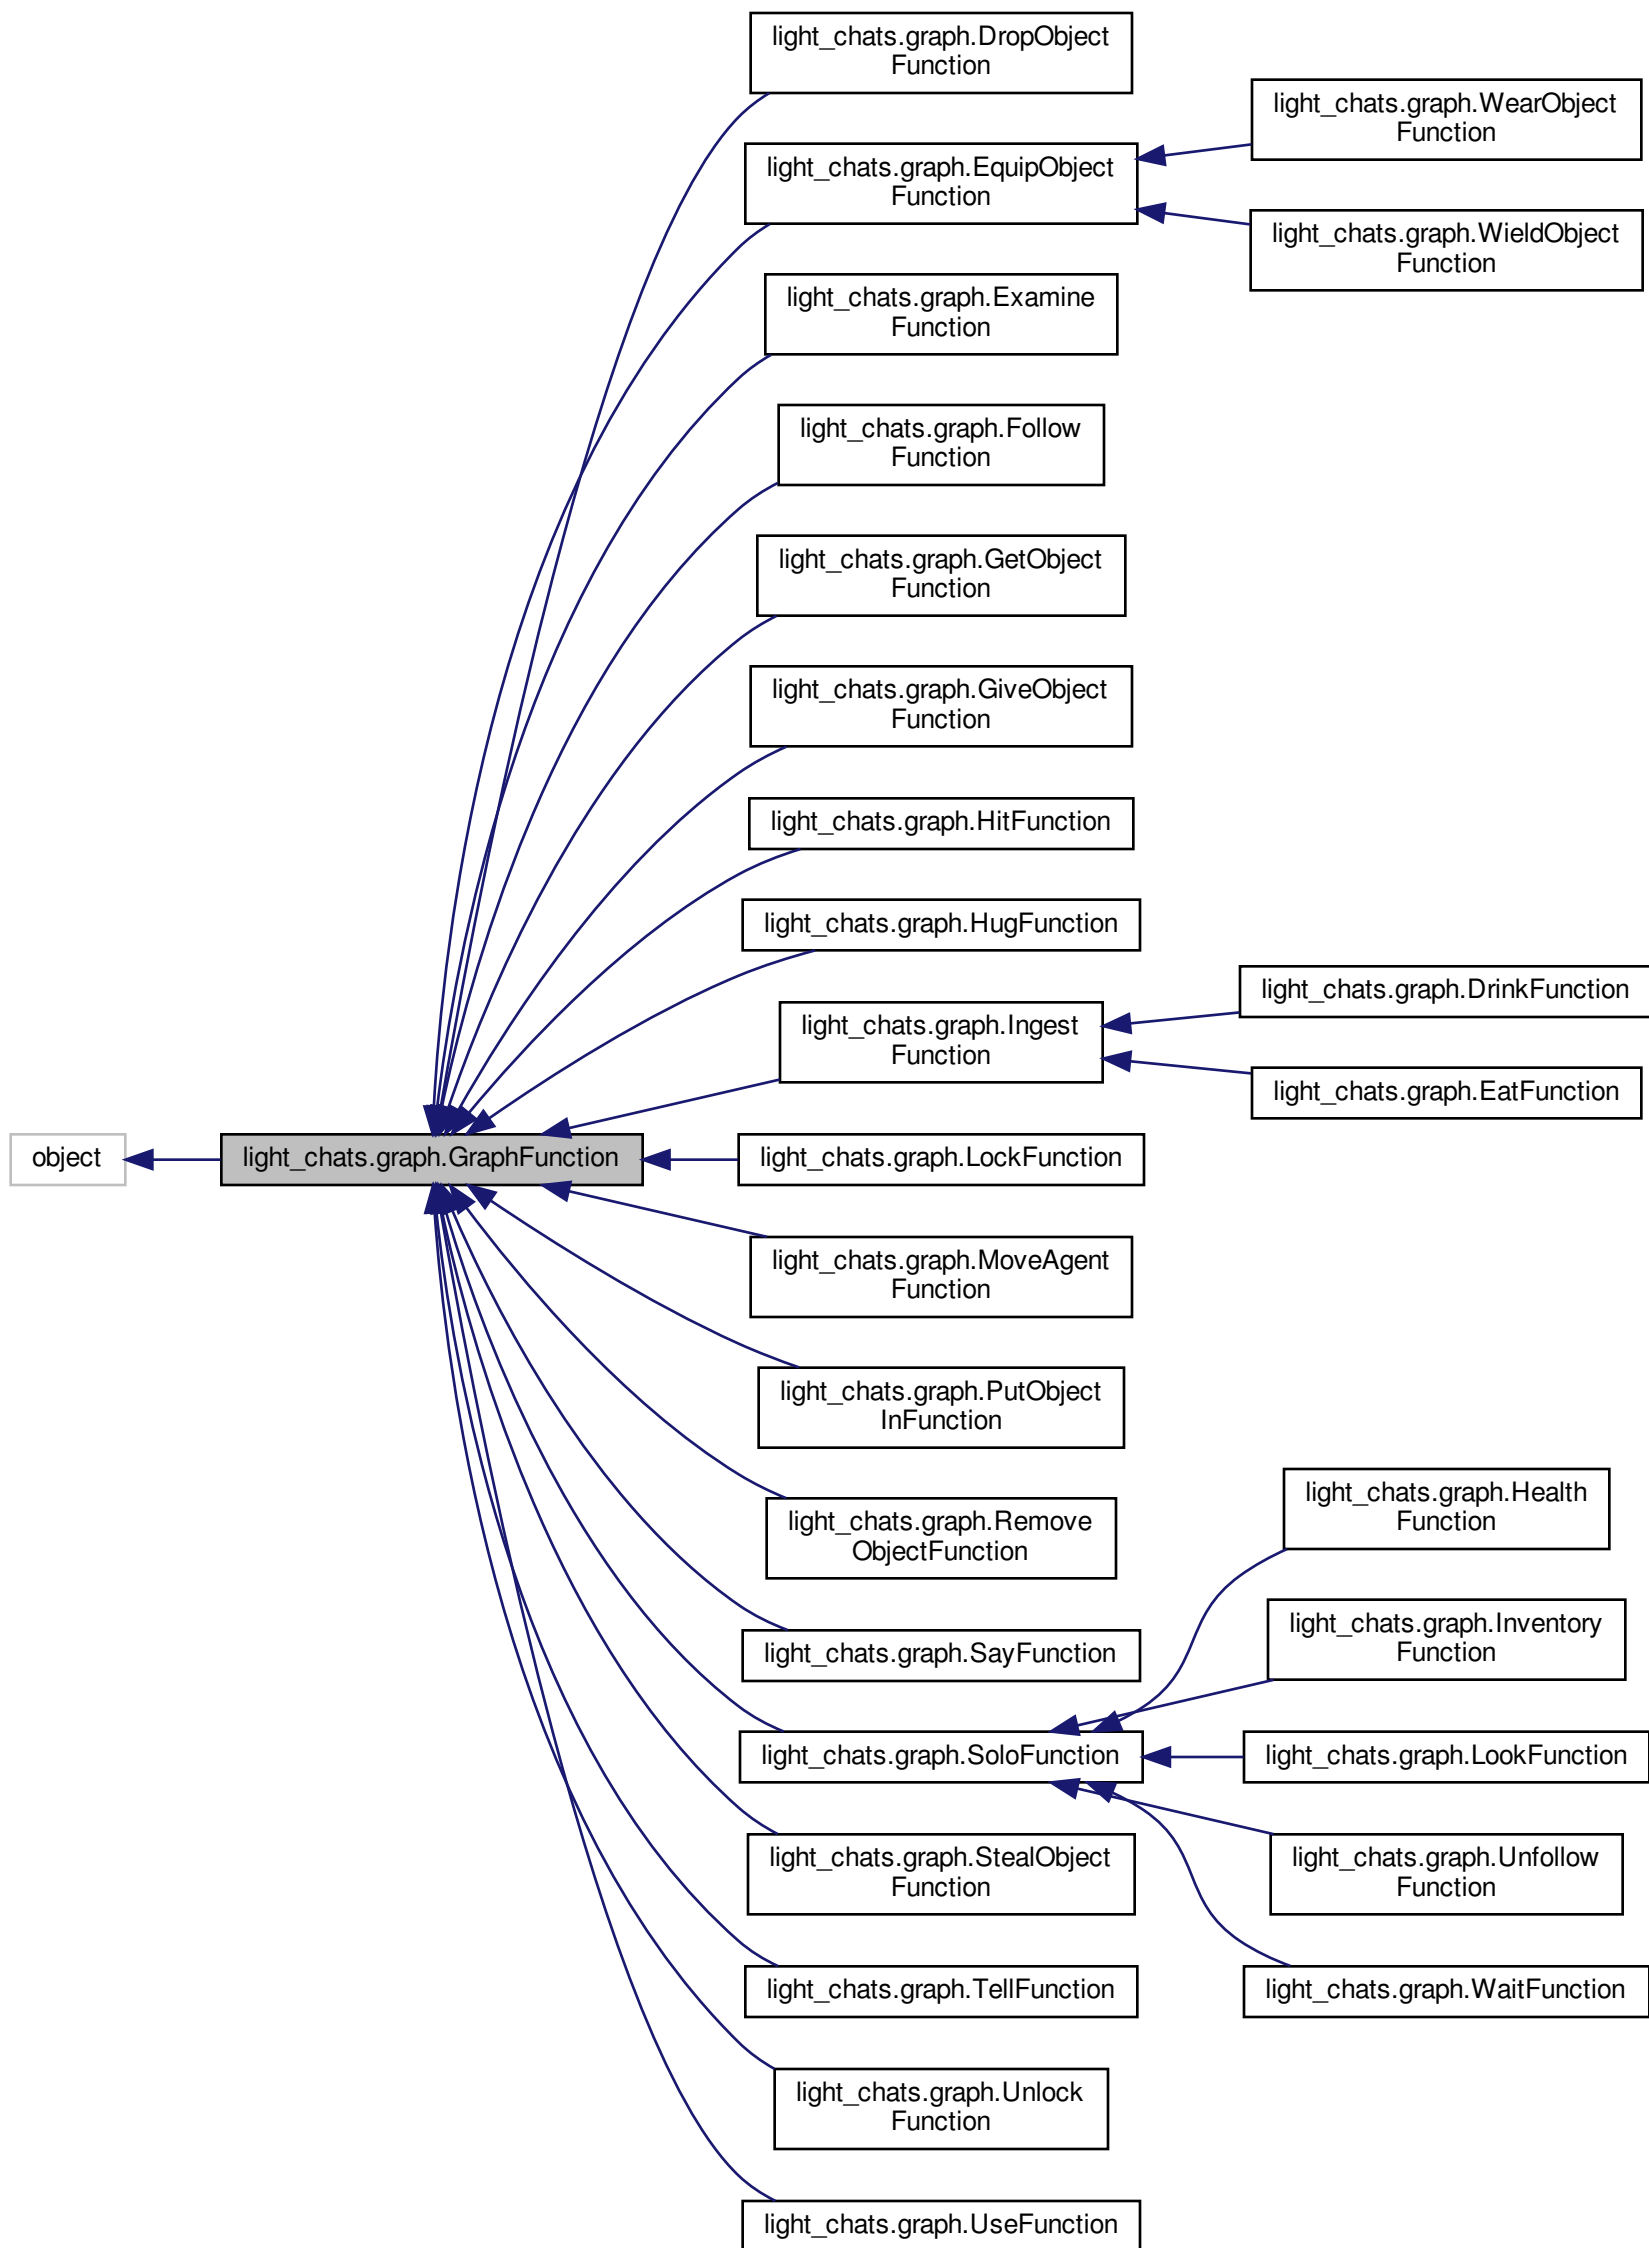 light_chats.graph.DropObject
Function
light_chats.graph.WearObject
Function
light_chats.graph.EquipObject
Function
light_chats.graph.WieldObject
Function
light_chats.graph.Examine
Function
light_chats.graph.Follow
Function
light_chats.graph.GetObject
Function
light_chats.graph.GiveObject
Function
light_chats.graph.HitFunction
light_chats.graph.HugFunction
light_chats.graph.DrinkFunction
light_chats.graph.Ingest
Function
light_chats.graph.EatFunction
object
light_chats.graph.GraphFunction
light_chats.graph.LockFunction
light_chats.graph.MoveAgent
Function
light_chats.graph.PutObject
InFunction
light_chats.graph.Health
Function
light_chats.graph.Remove
ObjectFunction
light_chats.graph.Inventory
Function
light_chats.graph.SayFunction
light_chats.graph.SoloFunction
light_chats.graph.LookFunction
light_chats.graph.StealObject
Function
light_chats.graph.Unfollow
Function
light_chats.graph.TellFunction
light_chats.graph.WaitFunction
light_chats.graph.Unlock
Function
light_chats.graph.UseFunction